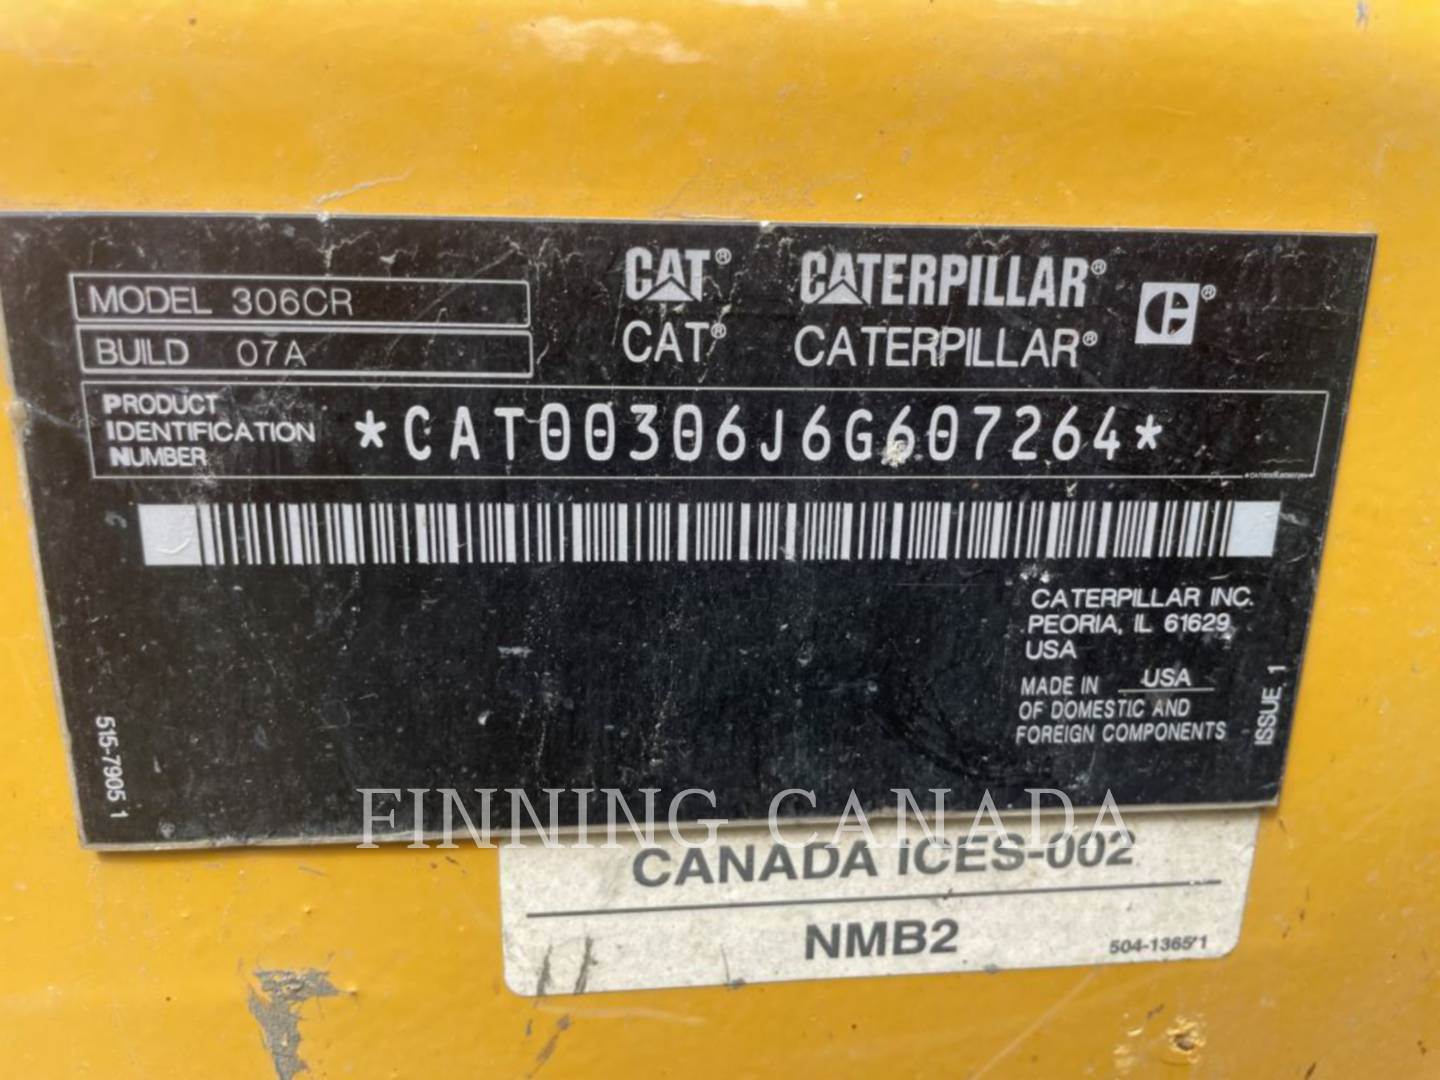 CAT® CATERPILLAR®
CAT® CATERPILLAR®
MODEL 306CR
BUILD 07A
PRODUCT
IDENTIFICATION
NUMBER
*CAT00306J6G607264*
CATERPILLAR INC.
PEORIA, IL 61629
USA
MADE IN USA
OF DOMESTIC AND
FOREIGN COMPONENTS
ISSUE 1
515-7905 1
FINNING CANADA
CANADA ICES-002
NMB2
504-1365 1